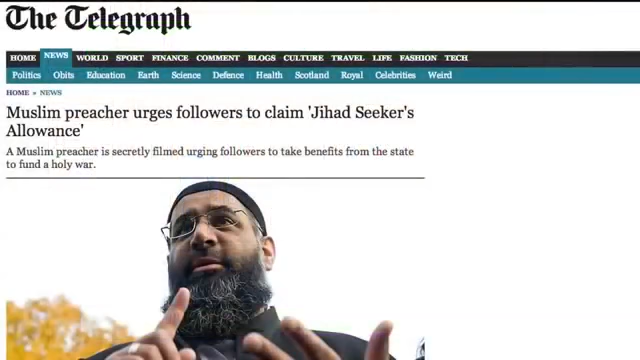 The Telegraph
HOME NEWS WORLD SPORT FINANCE COMMENT BLOGS CULTURE TRAVEL LIFE FASHION TECH
Politics Obits Education Earth Science Defence Health Scotland Royal Celebrities Weird
HOME » NEWS
Muslim preacher urges followers to claim 'Jihad Seeker's
Allowance'
A Muslim preacher is secretly filmed urging followers to take benefits from the state
to fund a holy war.